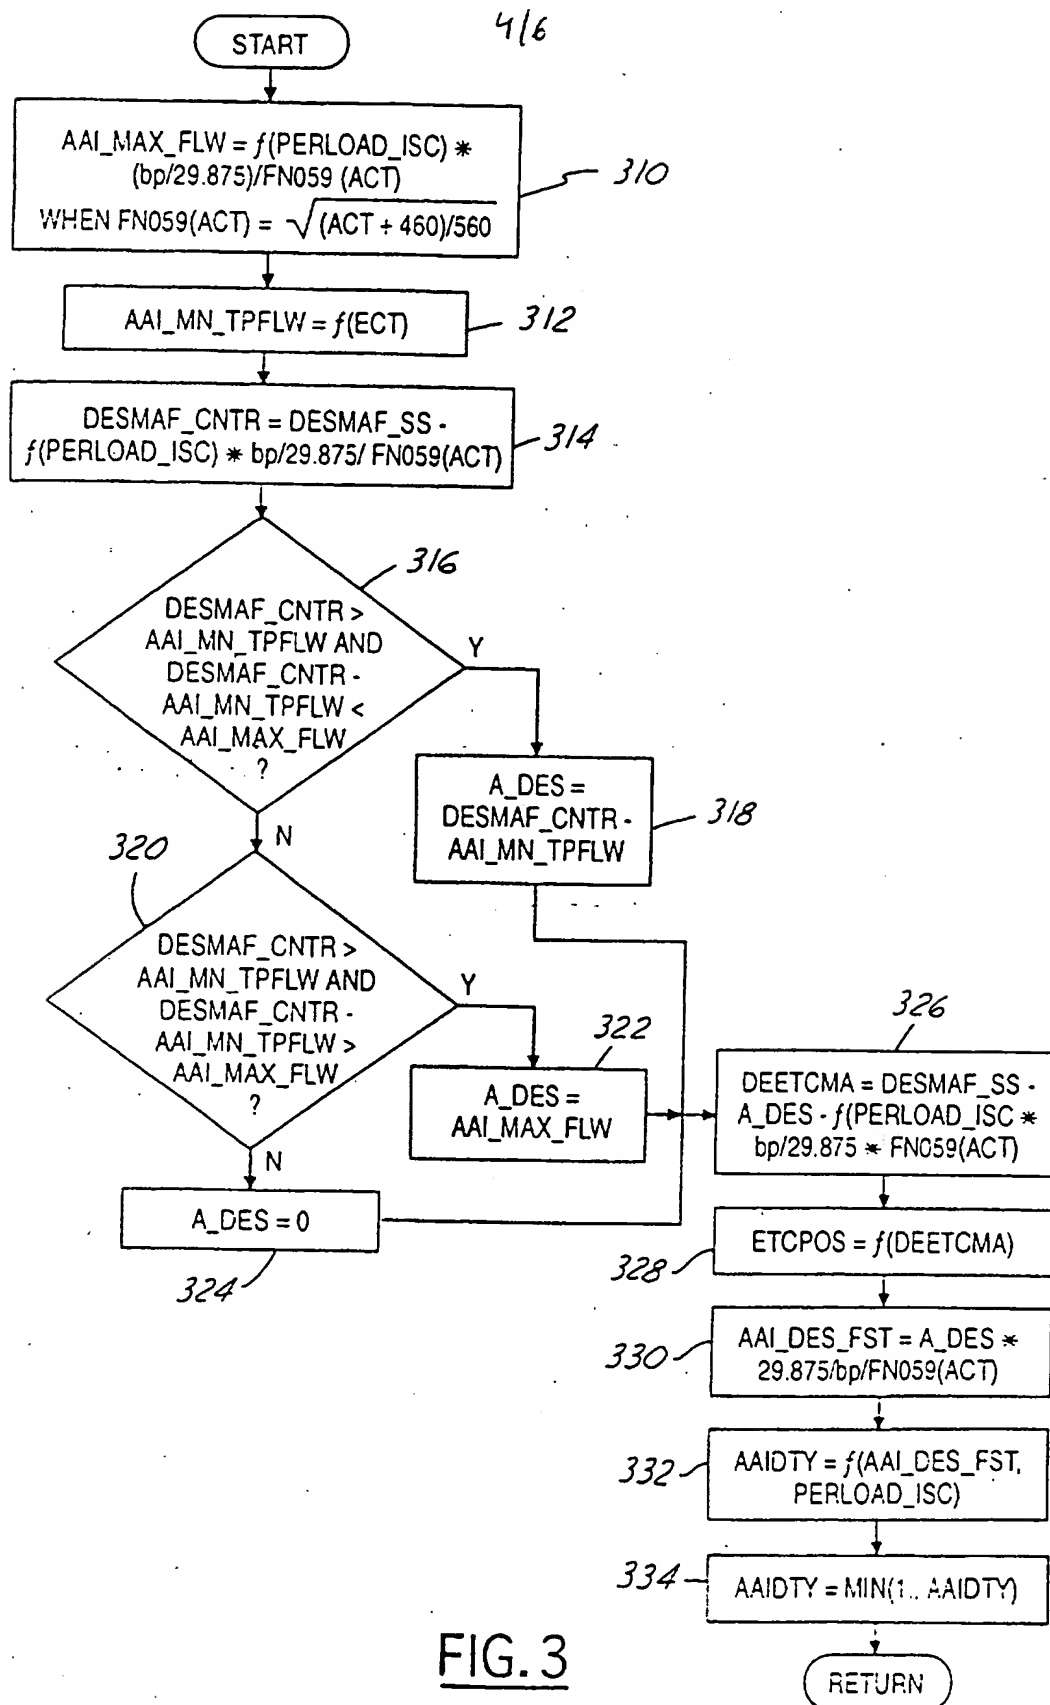 4/6
START
AAI_MAX_FLW = f(PERLOAD_ISC) *
(bp/29.875)/FN059 (ACT)
WHEN FN059(ACT) = √(ACT + 460)/560
310
AAI_MN_TPFLW = f(ECT)
312
DESMAF_CNTR = DESMAF_SS -
f(PERLOAD_ISC) * bp/29.875/ FN059(ACT)
314
316
DESMAF_CNTR >
AAI_MN_TPFLW AND
DESMAF_CNTR -
AAI_MN_TPFLW <
AAI_MAX_FLW
?
Y
N
A_DES =
DESMAF_CNTR -
AAI_MN_TPFLW
318
320
DESMAF_CNTR >
AAI_MN_TPFLW AND
DESMAF_CNTR -
AAI_MN_TPFLW >
AAI_MAX_FLW
?
Y
N
322
A_DES =
AAI_MAX_FLW
A_DES = 0
324
326
DEETCMA = DESMAF_SS -
A_DES - f(PERLOAD_ISC *
bp/29.875 * FN059(ACT)
ETCPOS = f(DEETCMA)
328
AAI_DES_FST = A_DES *
29.875/bp/FN059(ACT)
330
AAIDTY = f(AAI_DES_FST,
PERLOAD_ISC)
332
AAIDTY = MIN(1., AAIDTY)
334
RETURN
FIG. 3